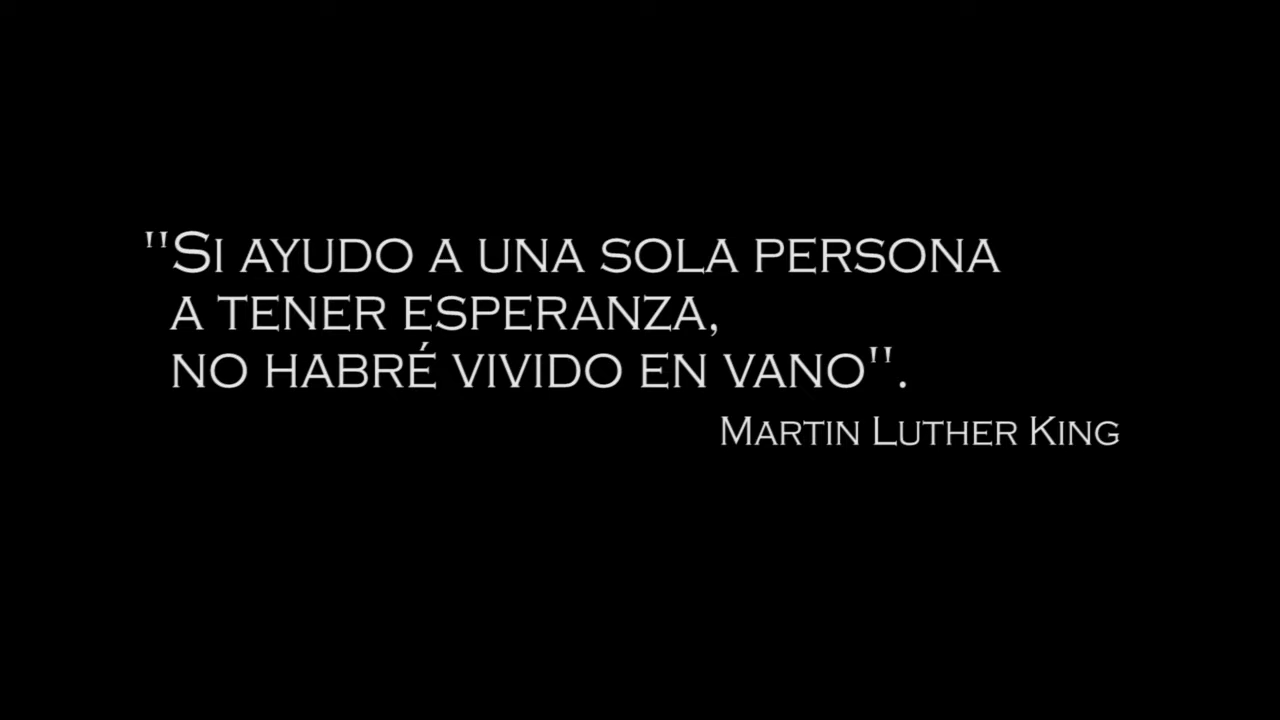 "Si ayudo a una sola persona
a tener esperanza,
no habré vivido en vano".
Martin Luther King